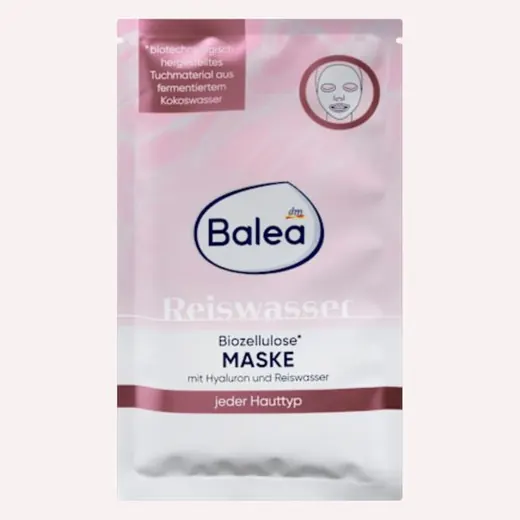 *biotechnologisch
hergestelltes
Tuchmaterial aus
fermentiertem
Kokoswasser
dm
Balea
Reiswasser
Biozellulose*
MASKE
mit Hyaluron und Reiswasser
jeder Hauttyp